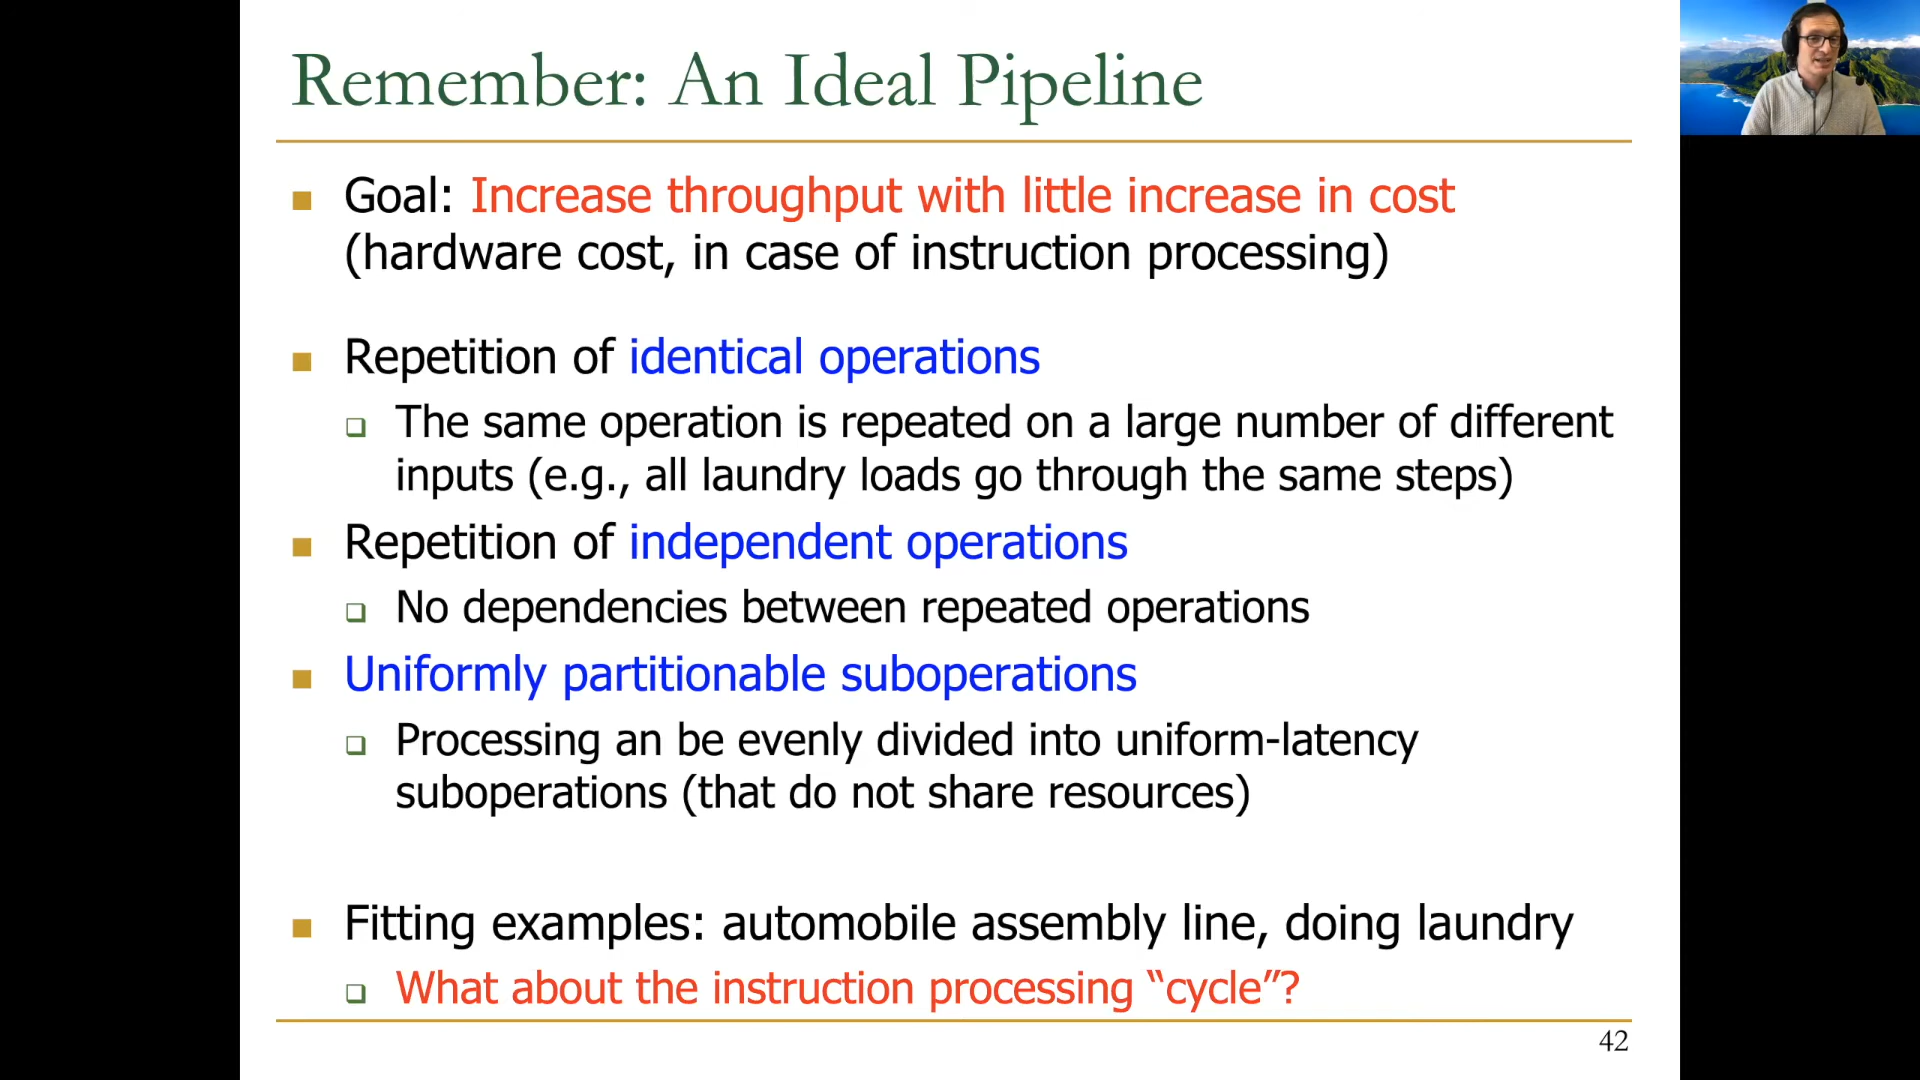 Remember: An Ideal Pipeline
Goal: Increase throughput with little increase in cost
(hardware cost, in case of instruction processing)
Repetition of identical operations
The same operation is repeated on a large number of different
inputs (e.g., all laundry loads go through the same steps)
Repetition of independent operations
No dependencies between repeated operations
Uniformly partitionable suboperations
Processing an be evenly divided into uniform-latency
suboperations (that do not share resources)
Fitting examples: automobile assembly line, doing laundry
What about the instruction processing “cycle”?
42